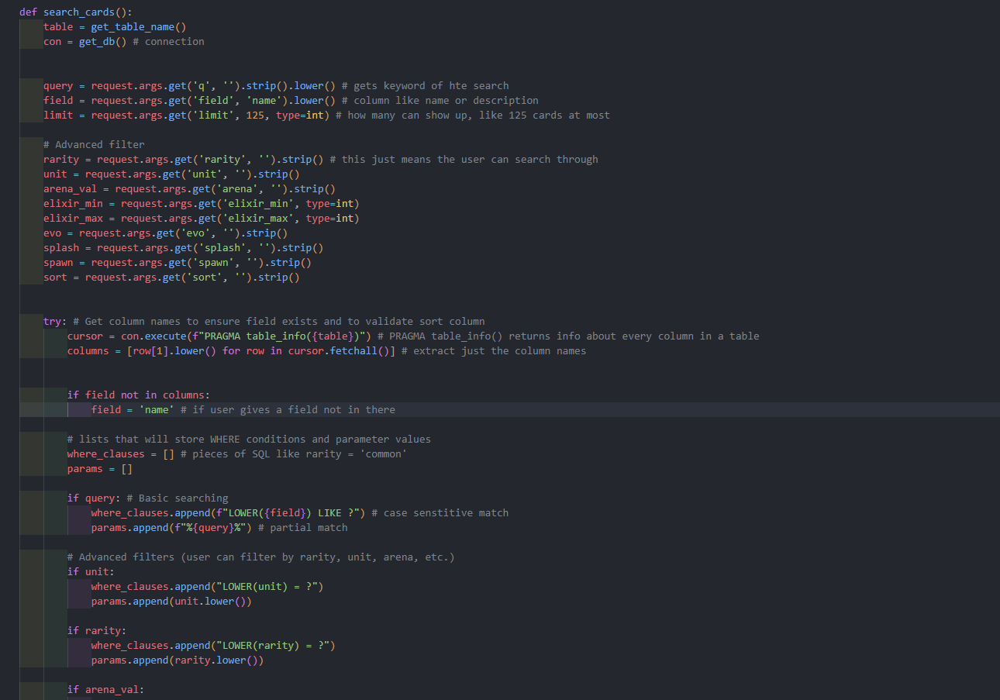 def search_cards():
    table = get_table_name()
    con = get_db() # connection
    query = request.args.get('q', '').strip().lower() # gets keyword of hte search
    field = request.args.get('field', 'name').lower() # column like name or description
    limit = request.args.get('limit', 125, type=int) # how many can show up, like 125 cards at most
    # Advanced filter
    rarity = request.args.get('rarity', '').strip() # this just means the user can search through
    unit = request.args.get('unit', '').strip()
    arena_val = request.args.get('arena', '').strip()
    elixir_min = request.args.get('elixir_min', type=int)
    elixir_max = request.args.get('elixir_max', type=int)
    evo = request.args.get('evo', '').strip()
    splash = request.args.get('splash', '').strip()
    spawn = request.args.get('spawn', '').strip()
    sort = request.args.get('sort', '').strip()
    try: # Get column names to ensure field exists and to validate sort column
        cursor = con.execute(f"PRAGMA table_info({table})") # PRAGMA table_info() returns info about every column in a table
        columns = [row[1].lower() for row in cursor.fetchall()] # extract just the column names
        if field not in columns:
            field = 'name' # if user gives a field not in there
        # lists that will store WHERE conditions and parameter values
        where_clauses = [] # pieces of SQL like rarity = 'common'
        params = []
        if query: # Basic searching
            where_clauses.append(f"LOWER({field}) LIKE ?") # case senstitive match
            params.append(f"%{query}%") # partial match
        # Advanced filters (user can filter by rarity, unit, arena, etc.)
        if unit:
            where_clauses.append("LOWER(unit) = ?")
            params.append(unit.lower())
        if rarity:
            where_clauses.append("LOWER(rarity) = ?")
            params.append(rarity.lower())
        if arena_val: